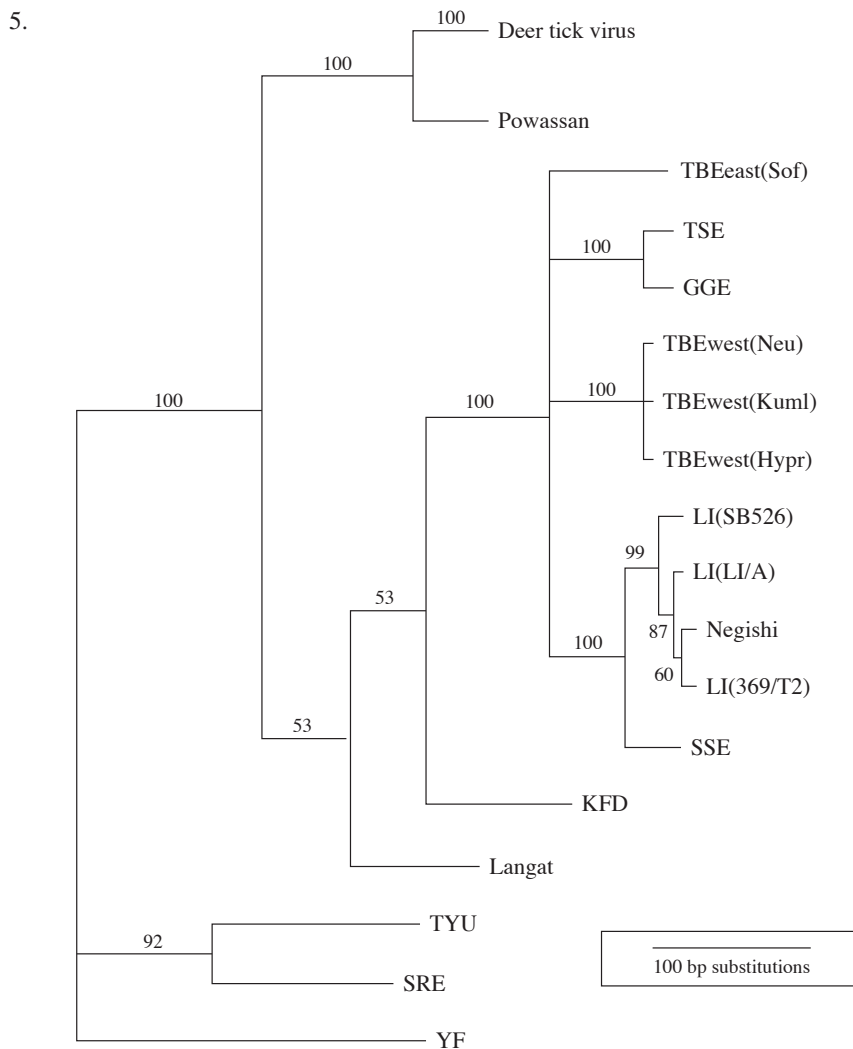 5.
100
Deer tick virus
100
Powassan
TBEeast(Sof)
TSE
100
GGE
TBEwest(Neu)
100
TBEwest(Kuml)
100
100
TBEwest(Hypr)
LI(SB526)
99
LI(LI/A)
53
Negishi
87
100
60
LI(369/T2)
53
SSE
KFD
Langat
TYU
92
SRE
100 bp substitutions
YF